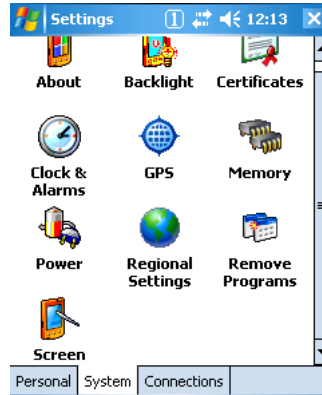 Settings 1 12:13
About Backlight Certificates
Clock & Alarms GPS Memory
Power Regional Settings Remove Programs
Screen
Personal System Connections